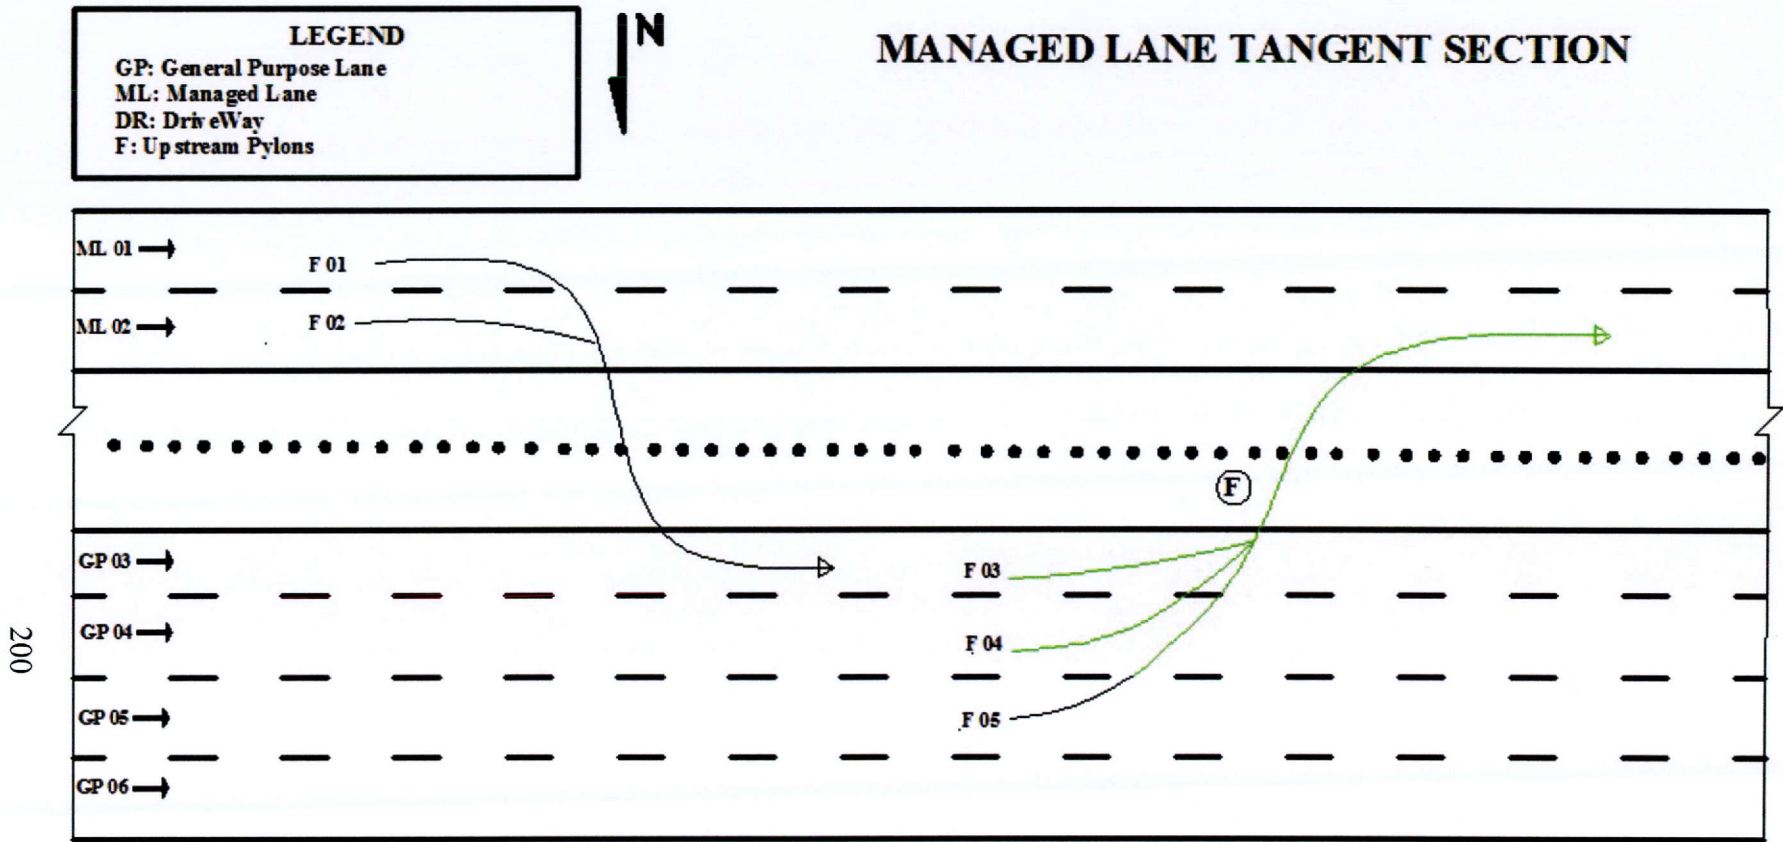 LEGEND
GP: General Purpose Lane
ML: Managed Lane
DR: DriveWay
F: Upstream Pylons
N
MANAGED LANE TANGENT SECTION
ML 01
F 01
ML 02
F 02
F
GP 03
F 03
GP 04
F 04
GP 05
F 05
GP 06
200